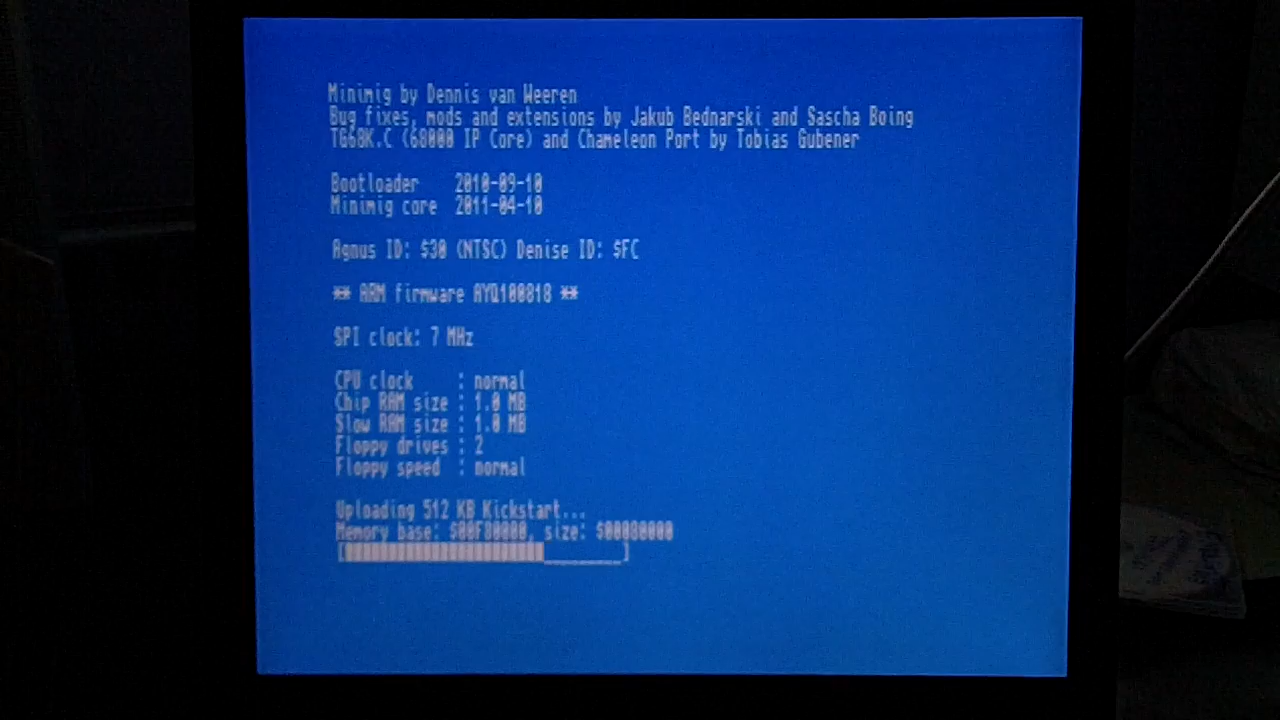 Minimig by Dennis van Weeren
Bug fixes, mods and extensions by Jakub Bednarski and Sascha Boing
TG68K.C (68000 IP Core) and Chameleon Port by Tobias Gubener
Bootloader 2010-09-10
Minimig core 2011-04-10
Agnus ID: $30 (NTSC) Denise ID: $FC
** ARM firmware AYQ100818 **
SPI clock: 7 MHz
CPU clock : normal
Chip RAM size : 1.0 MB
Slow RAM size : 1.0 MB
Floppy drives : 2
Floppy speed : normal
Uploading 512 KB Kickstart...
Memory base: $00F80000, size: $00080000